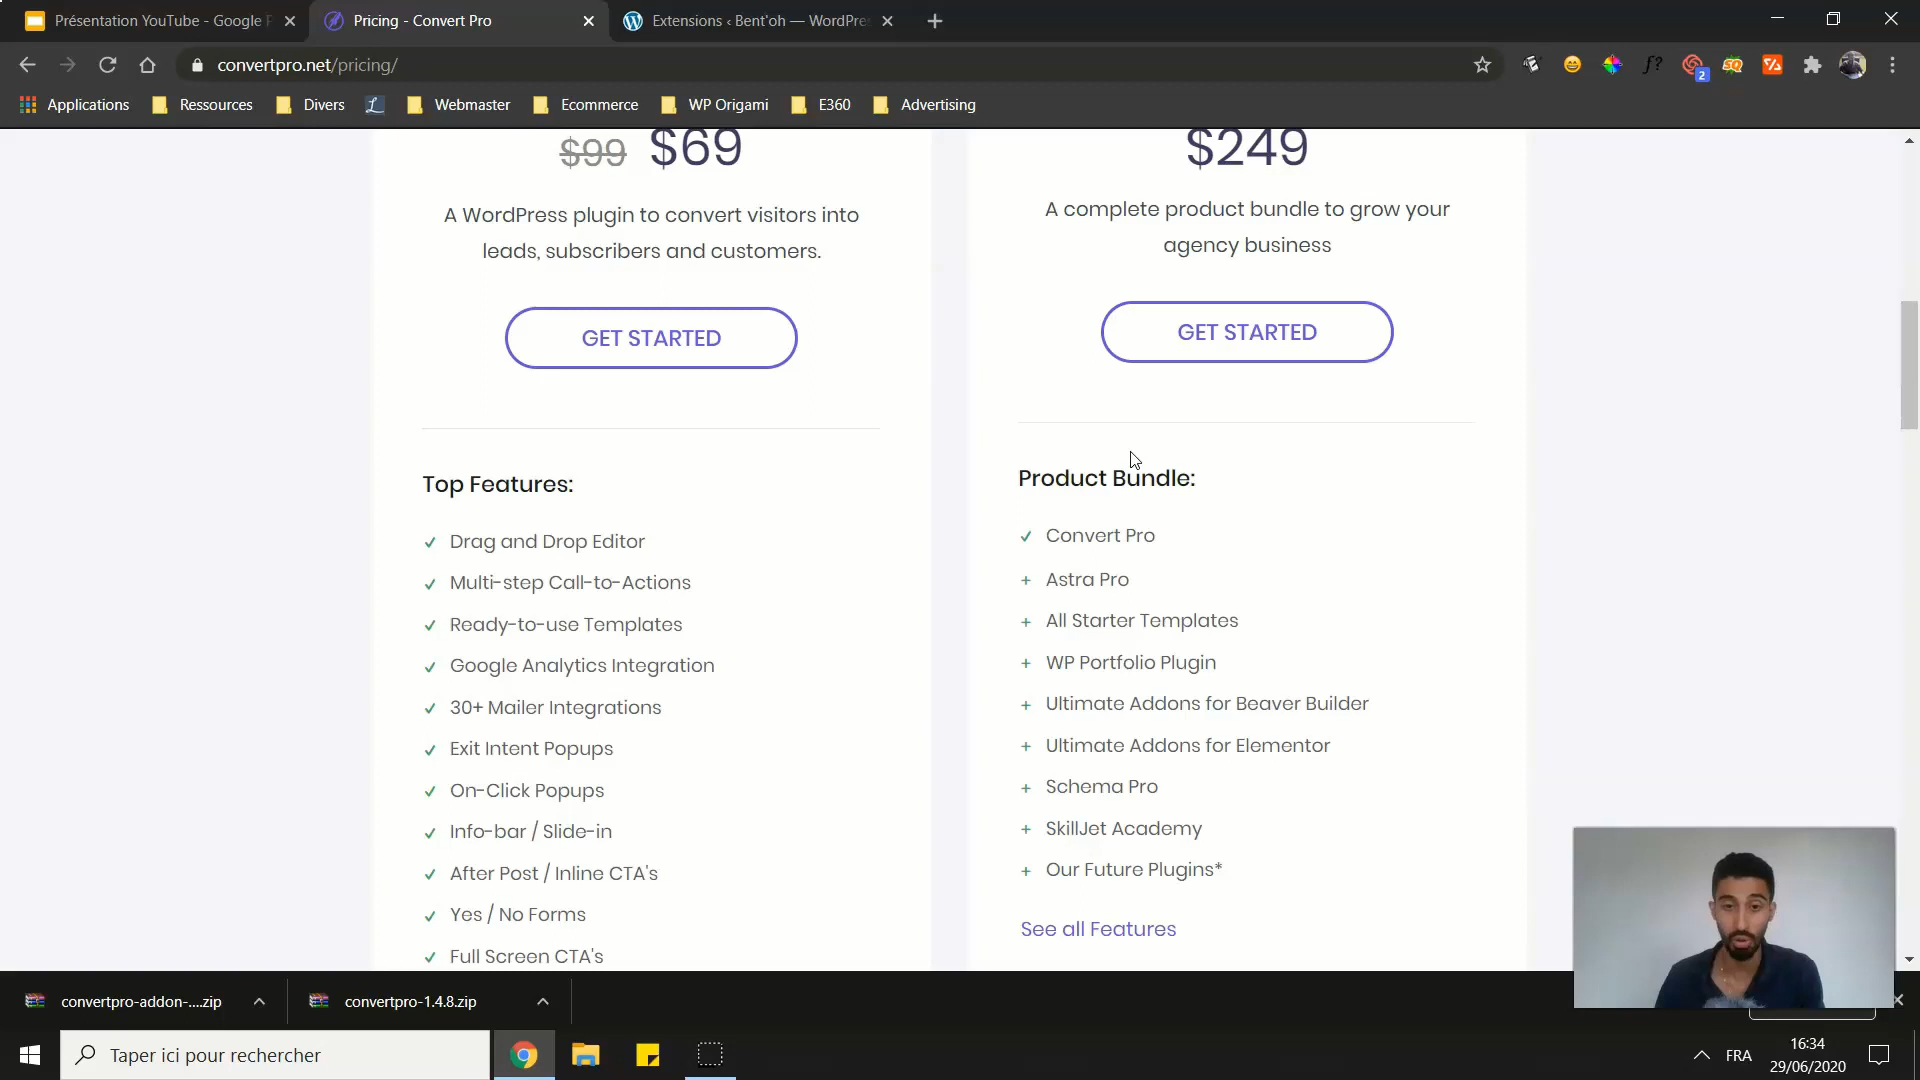 Présentation YouTube - Google
Pricing - Convert Pro
Extensions ‹ Bent'oh — WordPre
convertpro.net/pricing/
2
Applications
Ressources
Divers
Webmaster
Ecommerce
WP Origami
E360
Advertising
$99 $69
A WordPress plugin to convert visitors into
leads, subscribers and customers.
GET STARTED
Top Features:
Drag and Drop Editor
Multi-step Call-to-Actions
Ready-to-use Templates
Google Analytics Integration
30+ Mailer Integrations
Exit Intent Popups
On-Click Popups
Info-bar / Slide-in
After Post / Inline CTA's
Yes / No Forms
Full Screen CTA's
$249
A complete product bundle to grow your
agency business
GET STARTED
Product Bundle:
✓ Convert Pro
+ Astra Pro
+ All Starter Templates
+ WP Portfolio Plugin
+ Ultimate Addons for Beaver Builder
+ Ultimate Addons for Elementor
+ Schema Pro
+ SkillJet Academy
+ Our Future Plugins*
See all Features
convertpro-addon-....zip
convertpro-1.4.8.zip
Taper ici pour rechercher
FRA
16:34
29/06/2020